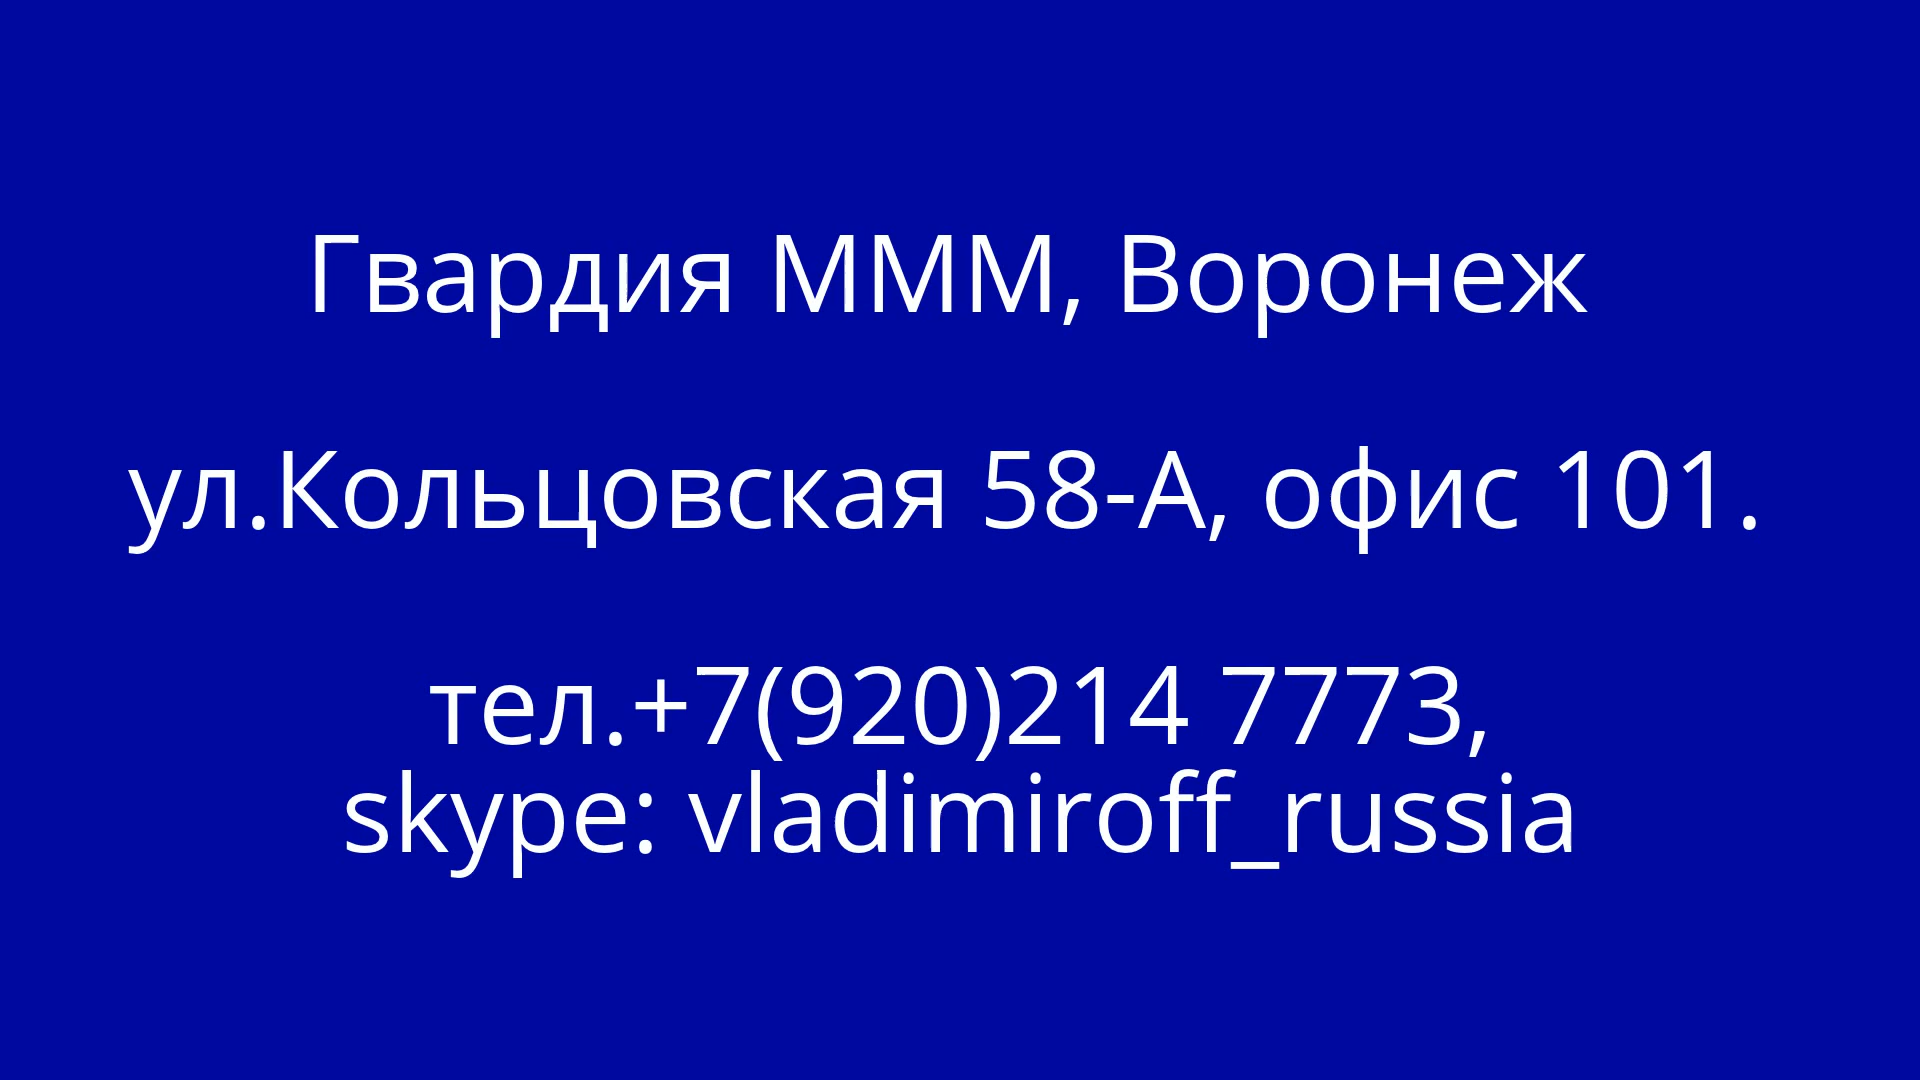 Гвардия МММ, Воронеж
ул.Кольцовская 58-А, офис 101.
тел.+7(920)214 7773,
skype: vladimiroff_russia